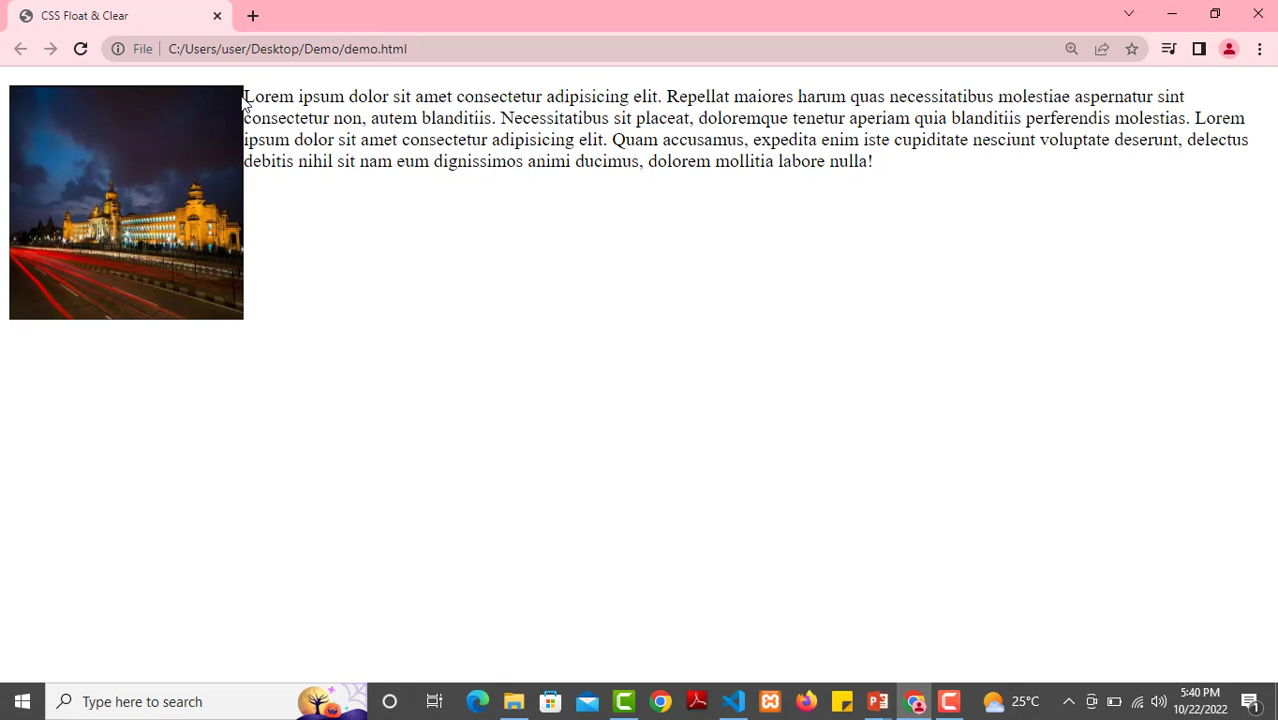 CSS Float & Clear
File C:/Users/user/Desktop/Demo/demo.html
Lorem ipsum dolor sit amet consectetur adipisicing elit. Repellat maiores harum quas necessitatibus molestiae aspernatur sint
consectetur non, autem blanditiis. Necessitatibus sit placeat, doloremque tenetur aperiam quia blanditiis perferendis molestias. Lorem
ipsum dolor sit amet consectetur adipisicing elit. Quam accusamus, expedita enim iste cupiditate nesciunt voluptate deserunt, delectus
debitis nihil sit nam eum dignissimos animi ducimus, dolorem mollitia labore nulla!
Type here to search
25°C
5:40 PM
10/22/2022
1